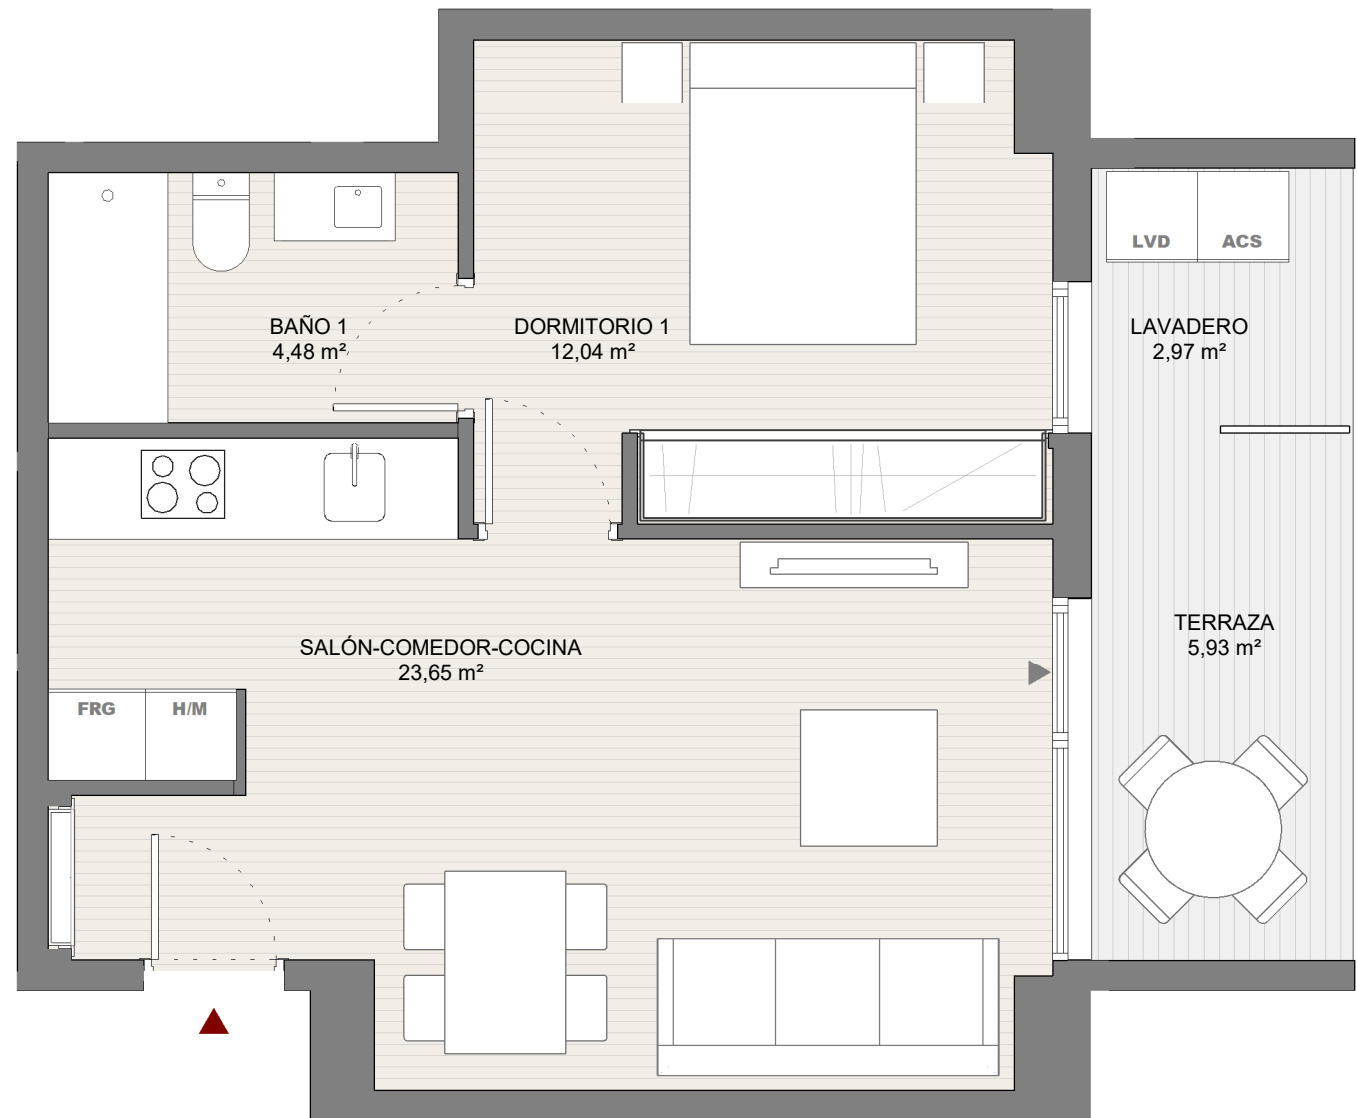 LVD
ACS
BAÑO 1
4,48 m²
DORMITORIO 1
12,04 m²
LAVADERO
2,97 m²
SALÓN-COMEDOR-COCINA
23,65 m²
TERRAZA
5,93 m²
FRG
H/M